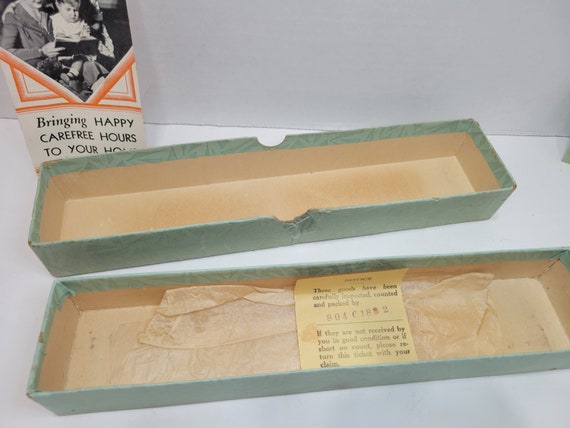 Bringing HAPPY
CAREFREE HOURS
TO YOUR
These goods have been
carefully inspected, counted
and packed by
804 C1882
If they are not received by
you in good condition or if
short on count, please re-
turn this ticket with your
claim.